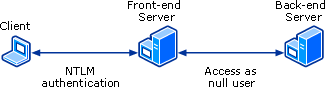 Client
Front-end
Server
Back-end
Server
NTLM
authentication
Access as
null user